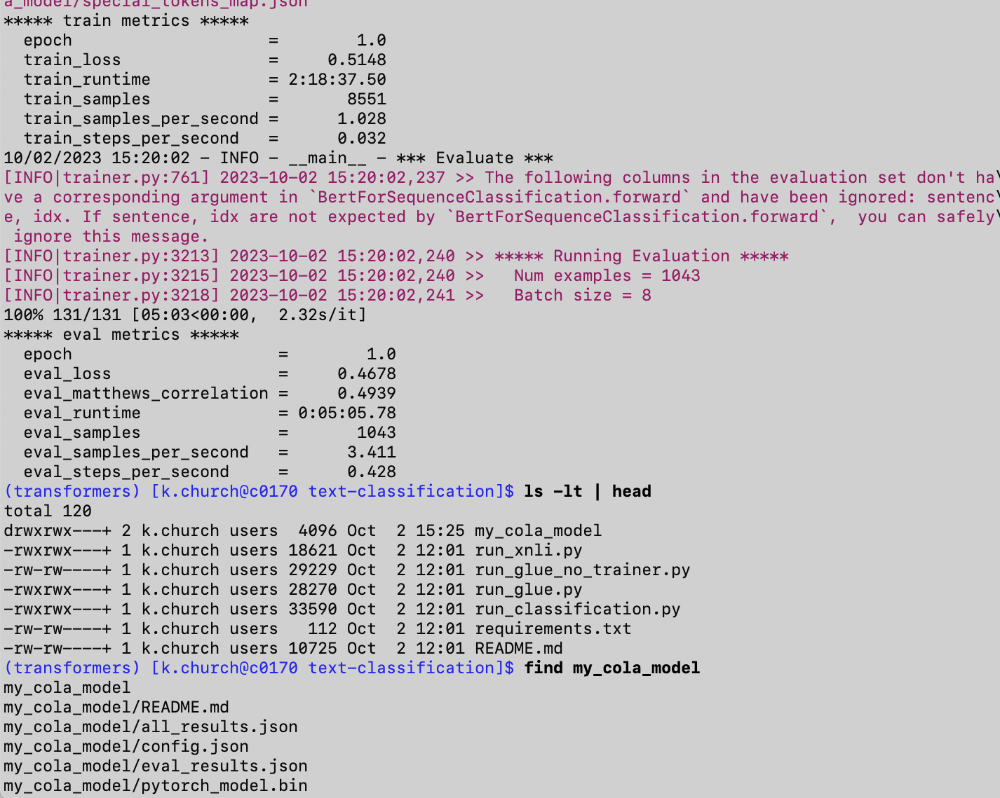 a_model/special_tokens_map.json
***** train metrics *****
  epoch                    =        1.0
  train_loss               =     0.5148
  train_runtime            = 2:18:37.50
  train_samples            =       8551
  train_samples_per_second =      1.028
  train_steps_per_second   =      0.032
10/02/2023 15:20:02 - INFO - __main__ - *** Evaluate ***
[INFO|trainer.py:761] 2023-10-02 15:20:02,237 >> The following columns in the evaluation set don't ha\
ve a corresponding argument in `BertForSequenceClassification.forward` and have been ignored: sentenc\
e, idx. If sentence, idx are not expected by `BertForSequenceClassification.forward`,  you can safely\
 ignore this message.
[INFO|trainer.py:3213] 2023-10-02 15:20:02,240 >> ***** Running Evaluation *****
[INFO|trainer.py:3215] 2023-10-02 15:20:02,240 >>   Num examples = 1043
[INFO|trainer.py:3218] 2023-10-02 15:20:02,241 >>   Batch size = 8
100% 131/131 [05:03<00:00,  2.32s/it]
***** eval metrics *****
  epoch                     =        1.0
  eval_loss                 =     0.4678
  eval_matthews_correlation =     0.4939
  eval_runtime              = 0:05:05.78
  eval_samples              =       1043
  eval_samples_per_second   =      3.411
  eval_steps_per_second     =      0.428
(transformers) [k.church@c0170 text-classification]$ ls -lt | head
total 120
drwxrwx---+ 2 k.church users  4096 Oct  2 15:25 my_cola_model
-rwxrwx---+ 1 k.church users 18621 Oct  2 12:01 run_xnli.py
-rw-rw----+ 1 k.church users 29229 Oct  2 12:01 run_glue_no_trainer.py
-rwxrwx---+ 1 k.church users 28270 Oct  2 12:01 run_glue.py
-rwxrwx---+ 1 k.church users 33590 Oct  2 12:01 run_classification.py
-rw-rw----+ 1 k.church users   112 Oct  2 12:01 requirements.txt
-rw-rw----+ 1 k.church users 10725 Oct  2 12:01 README.md
(transformers) [k.church@c0170 text-classification]$ find my_cola_model
my_cola_model
my_cola_model/README.md
my_cola_model/all_results.json
my_cola_model/config.json
my_cola_model/eval_results.json
my_cola_model/pytorch_model.bin